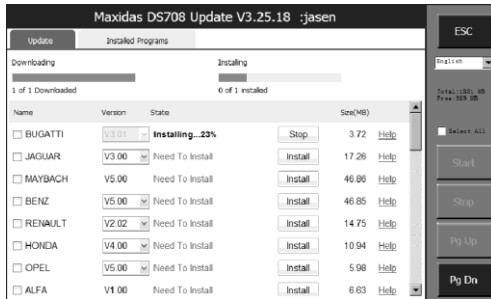 Maxidas DS708 Update V3.25.18 :jasen
Update Installed Programs
Downloading Installing
1 of 1 Downloaded 0 of 1 installed
Name Version State Size(MB)
BUGATTI V3.01 Installing...23% Stop 3.72 Help
JAGUAR V3.00 Need To Install Install 17.26 Help
MAYBACH V5.00 Need To Install Install 46.86 Help
BENZ V5.00 Need To Install Install 46.85 Help
RENAULT V2.02 Need To Install Install 14.75 Help
HONDA V4.00 Need To Install Install 10.94 Help
OPEL V5.00 Need To Install Install 5.98 Help
ALFA V1.00 Need To Install Install 6.63 Help
ESC
English
Total:1881 MB
Free:589 MB
Select All
Start
Stop
Pg Up
Pg Dn